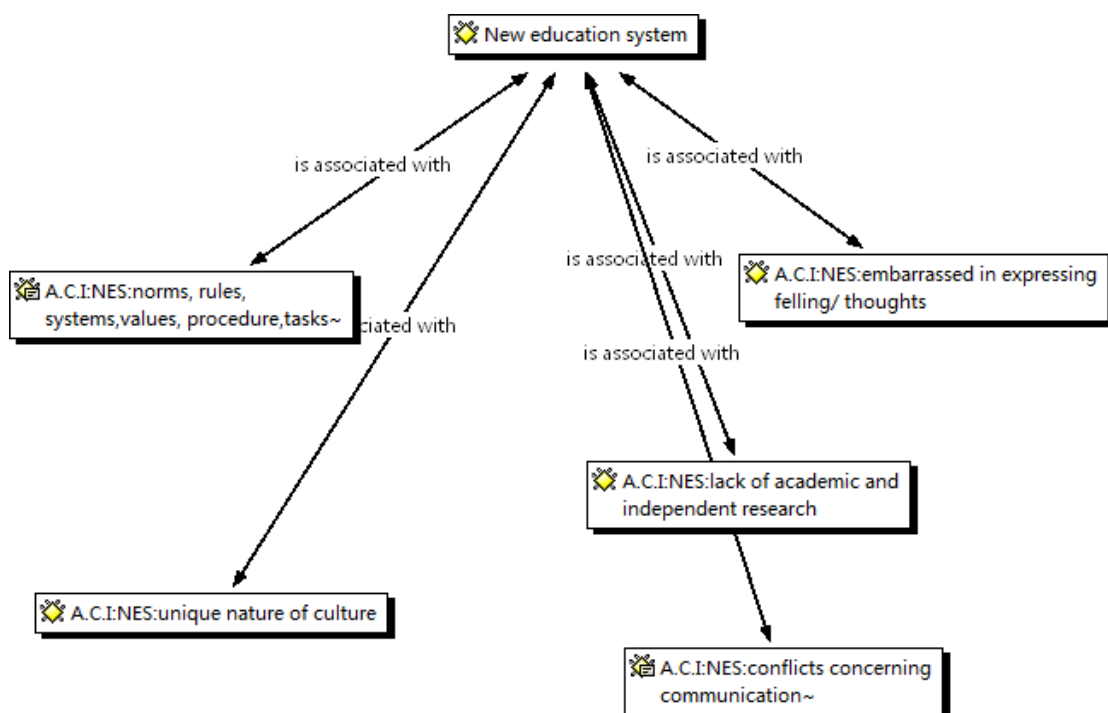 New education system
is associated with
is associated with
is associated with
A.C.I:NES:embarrassed in expressing
felling/ thoughts
A.C.I:NES:norms, rules,
systems,values, procedure,tasks~
ciated with
is associated with
A.C.I:NES:lack of academic and
independent research
A.C.I:NES:unique nature of culture
A.C.I:NES:conflicts concerning
communication~